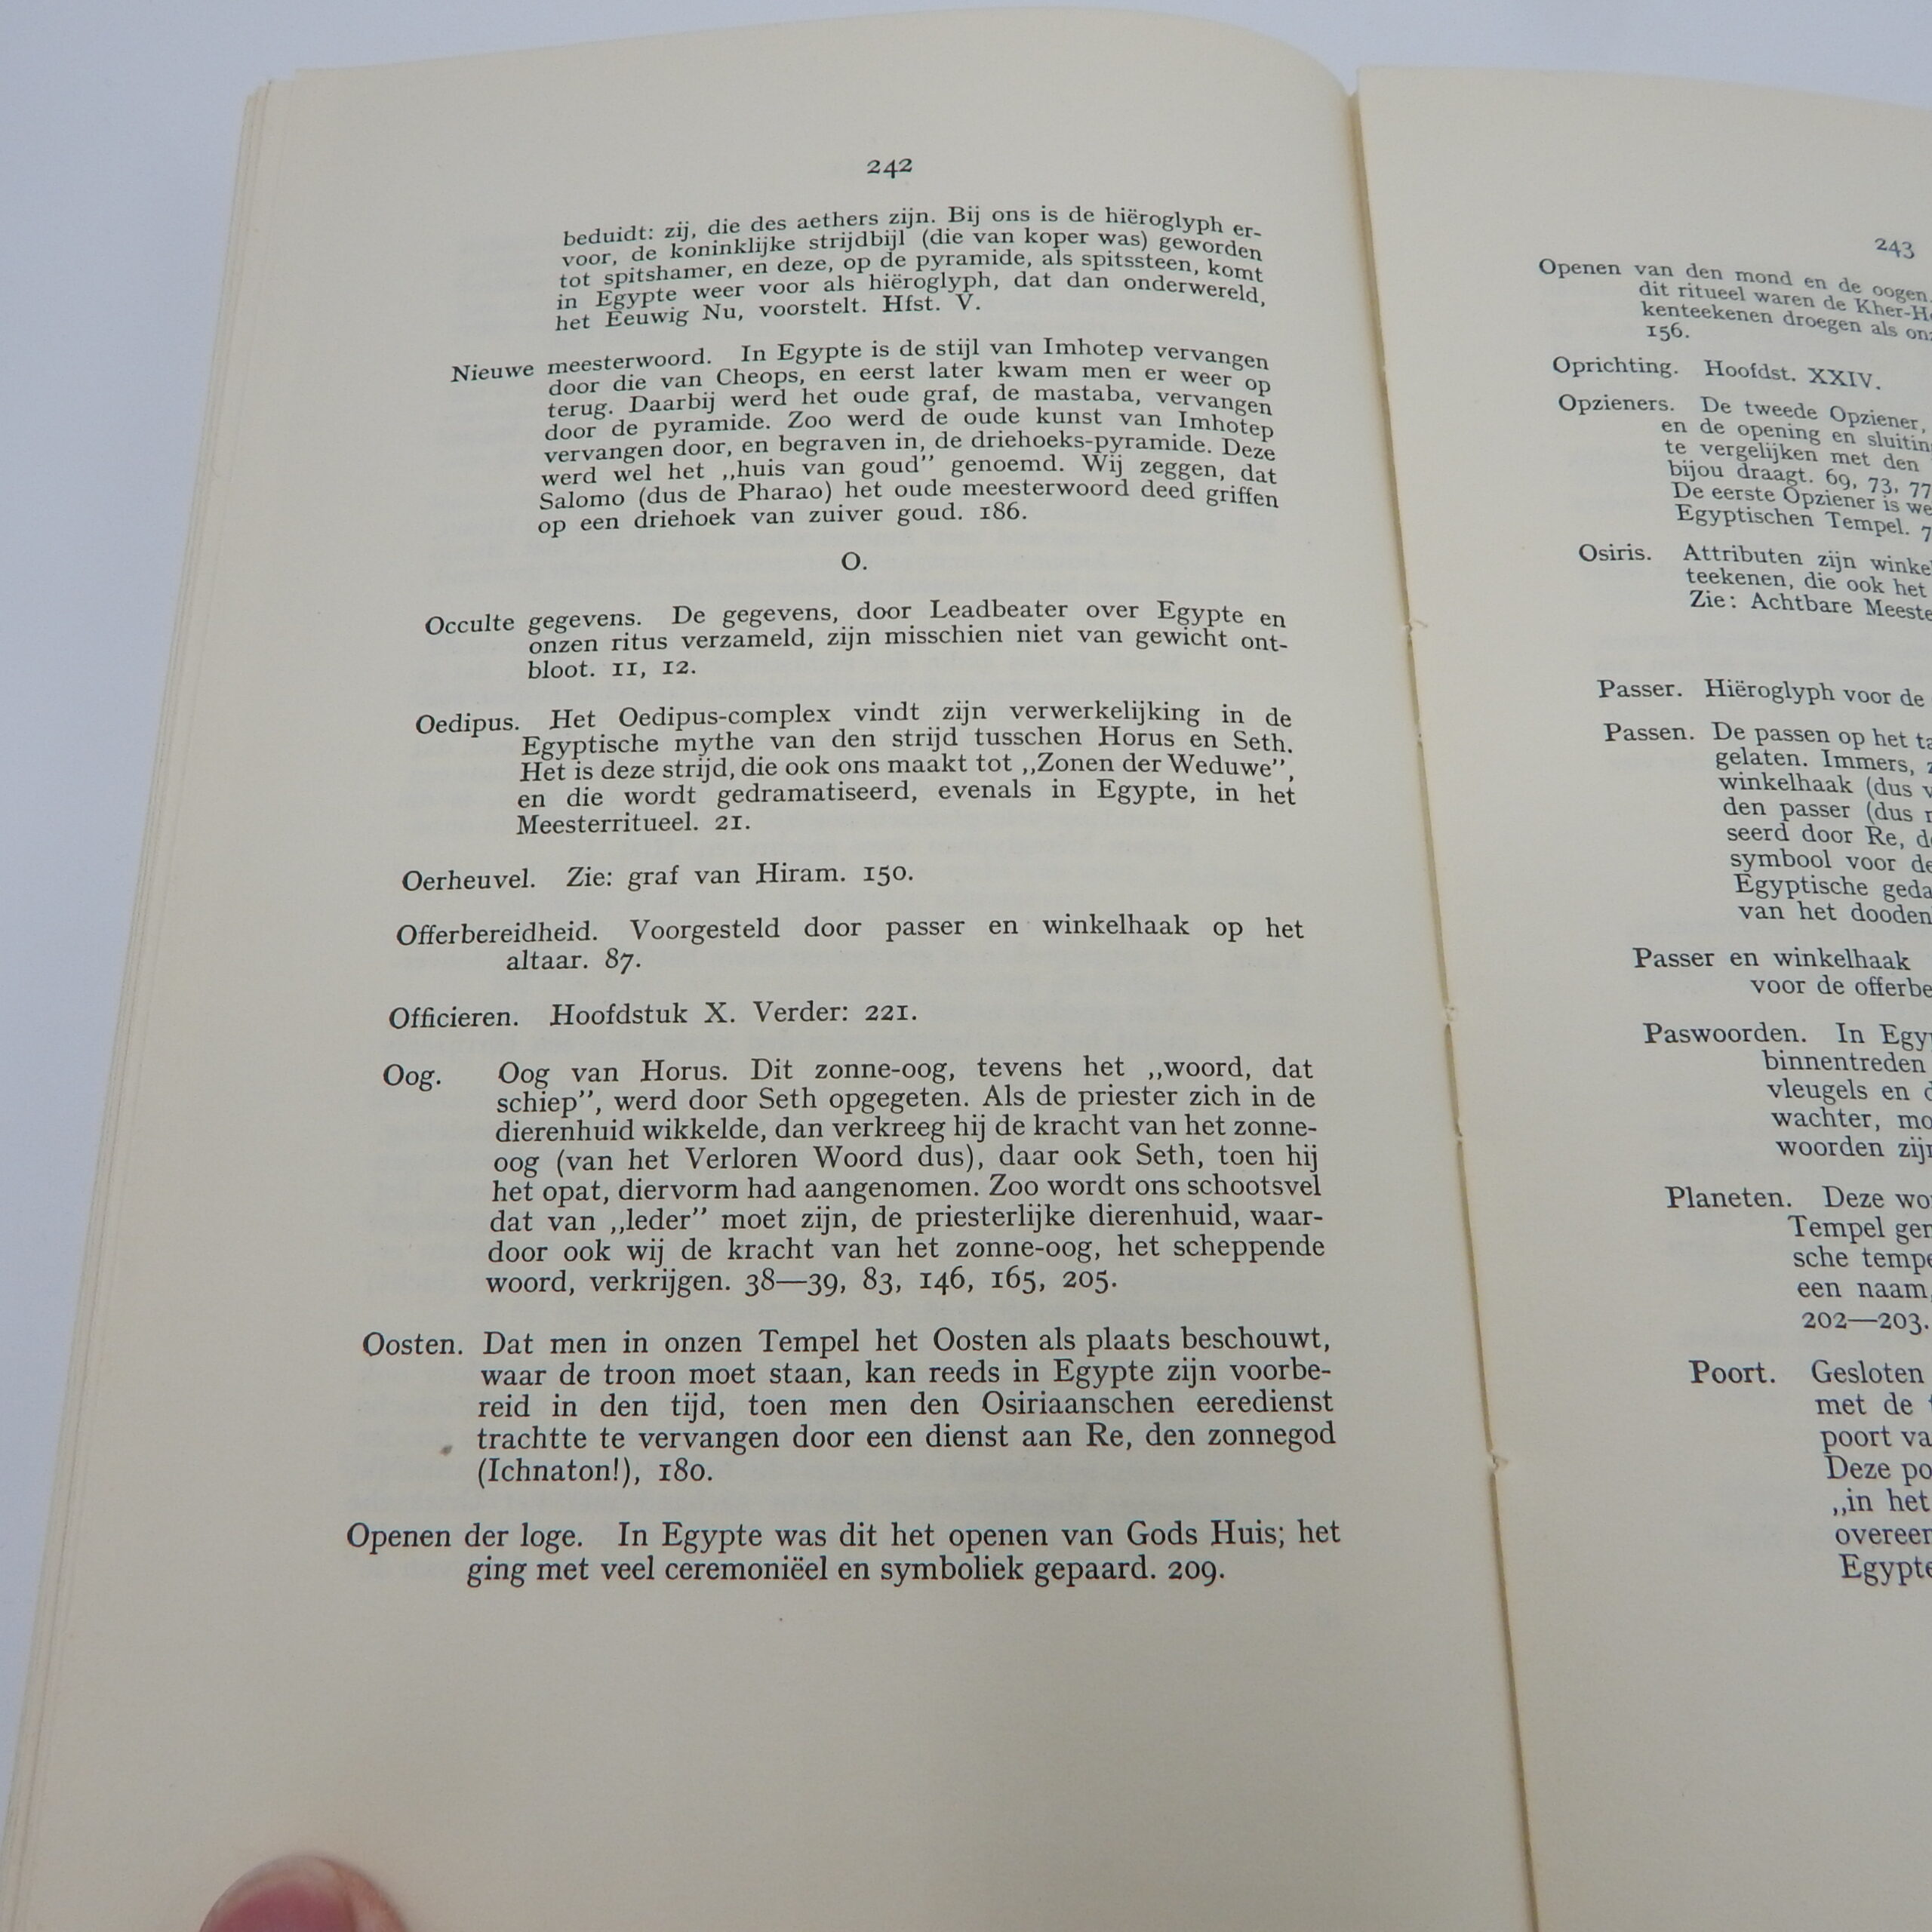 242
beduidt: zij, die des aethers zijn. Bij ons is de hiëroglyph er-
voor, de koninklijke strijdbijl (die van koper was) geworden
tot spitshamer, en deze, op de pyramide, als spitssteen, komt
in Egypte weer voor als hiëroglyph, dat dan onderwereld,
het Eeuwig Nu, voorstelt. Hfst. V.
Nieuwe meesterwoord. In Egypte is de stijl van Imhotep vervangen
door die van Cheops, en eerst later kwam men er weer op
terug. Daarbij werd het oude graf, de mastaba, vervangen
door de pyramide. Zoo werd de oude kunst van Imhotep
vervangen door, en begraven in, de driehoeks-pyramide. Deze
werd wel het ,,huis van goud” genoemd. Wij zeggen, dat
Salomo (dus de Pharao) het oude meesterwoord deed griffen
op een driehoek van zuiver goud. 186.
O.
Occulte gegevens. De gegevens, door Leadbeater over Egypte en
onzen ritus verzameld, zijn misschien niet van gewicht ont-
bloot. 11, 12.
Oedipus. Het Oedipus-complex vindt zijn verwerkelijking in de
Egyptische mythe van den strijd tusschen Horus en Seth.
Het is deze strijd, die ook ons maakt tot ,,Zonen der Weduwe”,
en die wordt gedramatiseerd, evenals in Egypte, in het
Meesterritueel. 21.
Oerheuvel. Zie: graf van Hiram. 150.
Offerbereidheid. Voorgesteld door passer en winkelhaak op het
altaar. 87.
Officieren. Hoofdstuk X. Verder: 221.
Oog. Oog van Horus. Dit zonne-oog, tevens het ,,woord, dat
schiep”, werd door Seth opgegeten. Als de priester zich in de
dierenhuid wikkelde, dan verkreeg hij de kracht van het zonne-
oog (van het Verloren Woord dus), daar ook Seth, toen hij
het opat, diervorm had aangenomen. Zoo wordt ons schootsvel
dat van ,,leder” moet zijn, de priesterlijke dierenhuid, waar-
door ook wij de kracht van het zonne-oog, het scheppende
woord, verkrijgen. 38—39, 83, 146, 165, 205.
Oosten. Dat men in onzen Tempel het Oosten als plaats beschouwt,
waar de troon moet staan, kan reeds in Egypte zijn voorbe-
reid in den tijd, toen men den Osiriaanschen eeredienst
trachtte te vervangen door een dienst aan Re, den zonnegod
(Ichnaton!), 180.
Openen der loge. In Egypte was dit het openen van Gods Huis; het
ging met veel ceremoniëel en symboliek gepaard. 209.
243
Openen van den mond en de oogen.
dit ritueel waren de
kenteekenen droegen als
156.
Oprichting. Hoofdst. XXIV.
Opzieners. De tweede Opziener,
en de opening en
te vergelijken met den
bijou draagt. 69, 73, 77
De eerste Opziener is
Egyptischen Tempel.
Osiris. Attributen zijn
teekenen, die ook het
Zie: Achtbare
Passer. Hiëroglyph voor de
Passen. De passen op het
gelaten. Immers,
winkelhaak (dus
den passer (dus
seerd door Re,
symbool voor
Egyptische
van het
Passer en winkelhaak
voor de
Paswoorden. In
binnentreden
vleugels en
wachter,
woorden
Planeten. Deze
Tempel
sche
een naam,
202—203.
Poort. Gesloten
met de
poort
Deze
,,in het